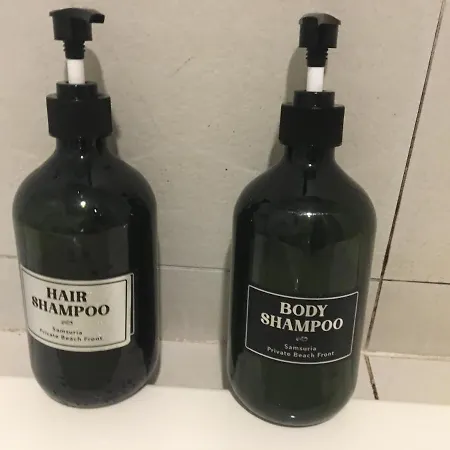 HAIR
SHAMPOO
Samsuria
Private Beach Front
BODY
SHAMPOO
Samsuria
Private Beach Front